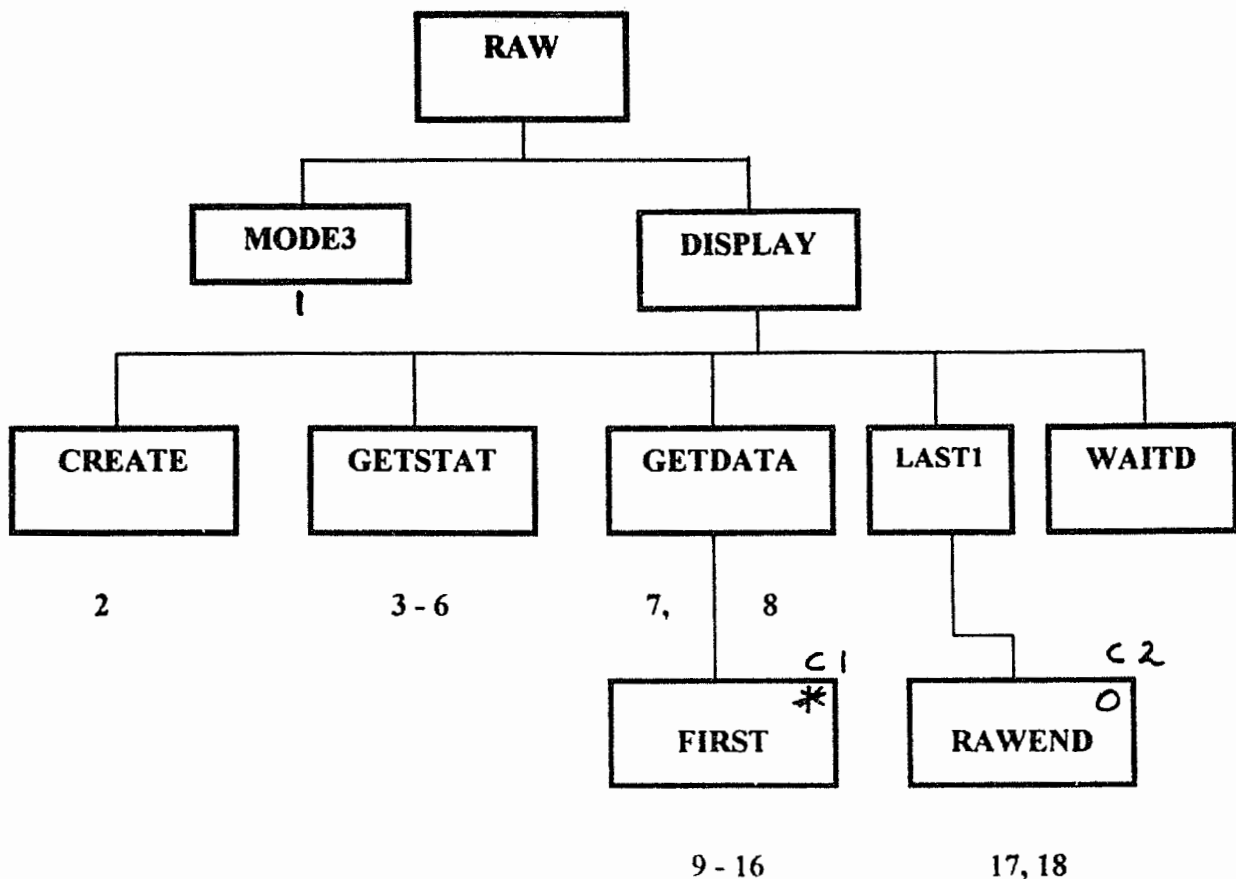 RAW
MODE3
DISPLAY
1
CREATE
GETSTAT
GETDATA
LAST1
WAITD
2
3 - 6
7,
8
C1
*
C2
O
FIRST
RAWEND
9 - 16
17, 18